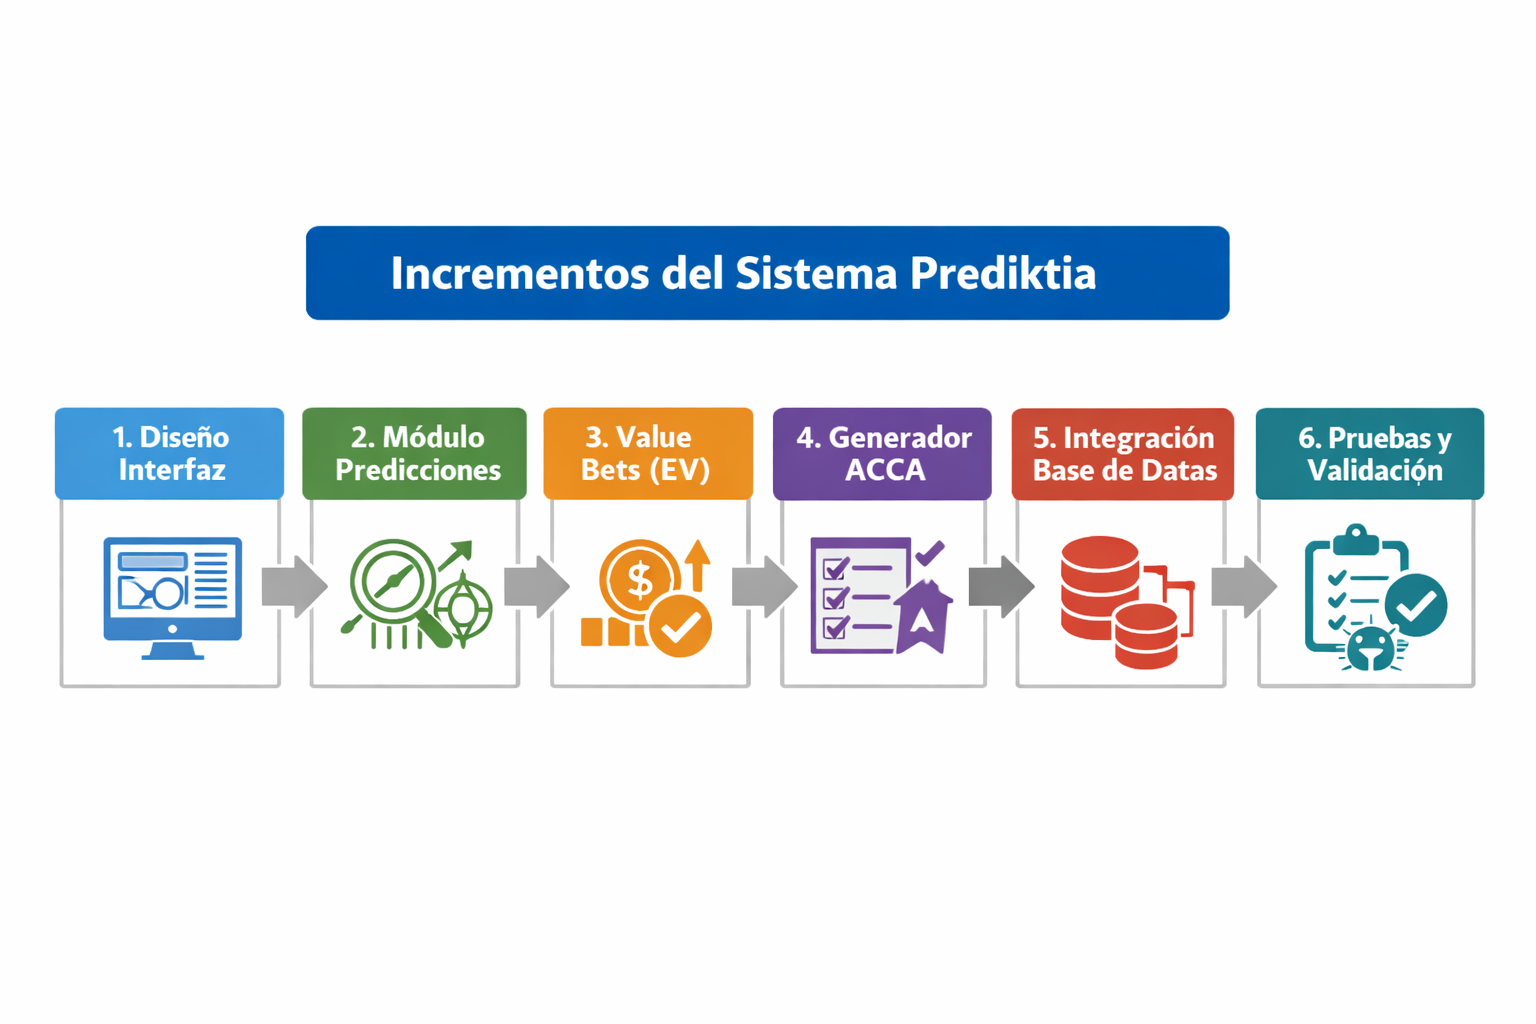 Incrementos del Sistema Prediktia
1. Diseño
Interfaz
2. Módulo
Predicciones
3. Value
Bets (EV)
4. Generador
ACCA
5. Integración
Base de Datas
6. Pruebas y
Validación
$